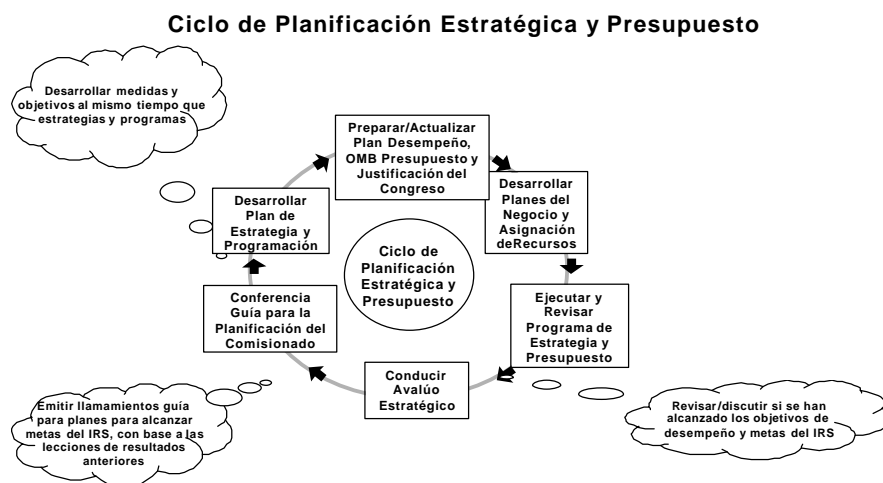 Ciclo de Planificación Estratégica y Presupuesto
Desarrollar medidas y
objetivos al mismo tiempo que
estrategias y programas
Preparar/Actualizar
Plan Desempeño,
OMB Presupuesto y
Justificación del
Congreso
Desarrollar
Planes del
Negocio y
Asignación
deRecursos
Desarrollar
Plan de
Estrategia y
Programación
Ciclo de
Planificación
Estratégica y
Presupuesto
Conferencia
Guía para la
Planificación del
Comisionado
Ejecutar y
Revisar
Programa de
Estrategia y
Presupuesto
Conducir
Avalúo
Estratégico
Emitir llamamientos guía
para planes para alcanzar
metas del IRS, con base a las
lecciones de resultados
anteriores
Revisar/discutir si se han
alcanzado los objetivos de
desempeño y metas del IRS